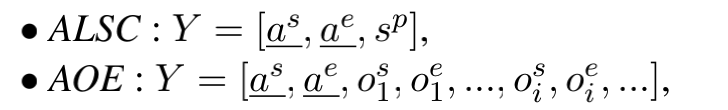 • ALSC : Y = [a^s, a^e, s^p],
• AOE : Y = [a^s, a^e, o_1^s, o_1^e, ..., o_i^s, o_i^e, ...],